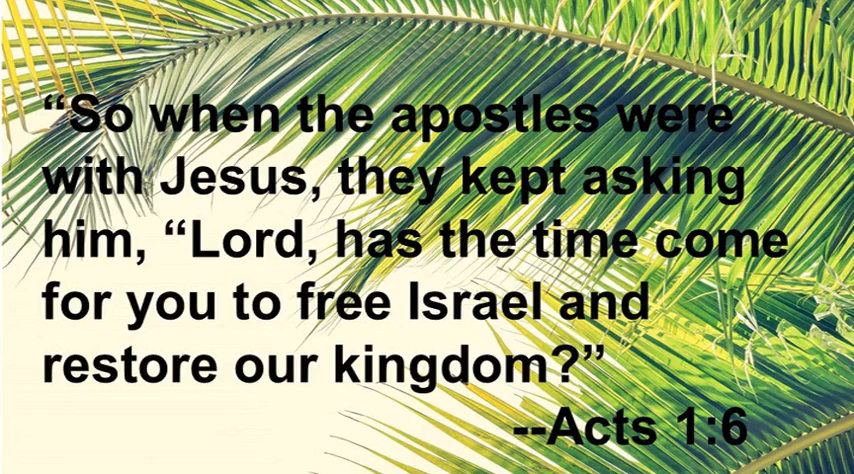 “So when the apostles were
with Jesus, they kept asking
him, “Lord, has the time come
for you to free Israel and
restore our kingdom?”
--Acts 1:6